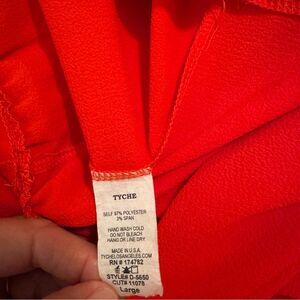 TYCHE
SELF 97% POLYESTER
3% SPAN
HAND WASH COLD
DO NOT BLEACH
HANG OR LINE DRY
MADE IN U.S.A.
TYCHELOSANGELES.COM
RN # 174782
STYLE# D-5650
CUT# 11078
Large